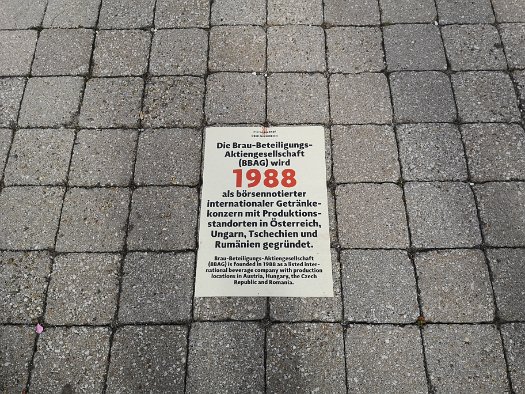 Die Brau-Beteiligungs-
Aktiengesellschaft
(BBAG) wird
1988
als börsennotierter
internationaler Getränke-
konzern mit Produktions-
standorten in Österreich,
Ungarn, Tschechien und
Rumänien gegründet.
Brau-Beteiligungs-Aktiengesellschaft
(BBAG) is founded in 1988 as a listed inter-
national beverage company with production
locations in Austria, Hungary, the Czech
Republic and Romania.